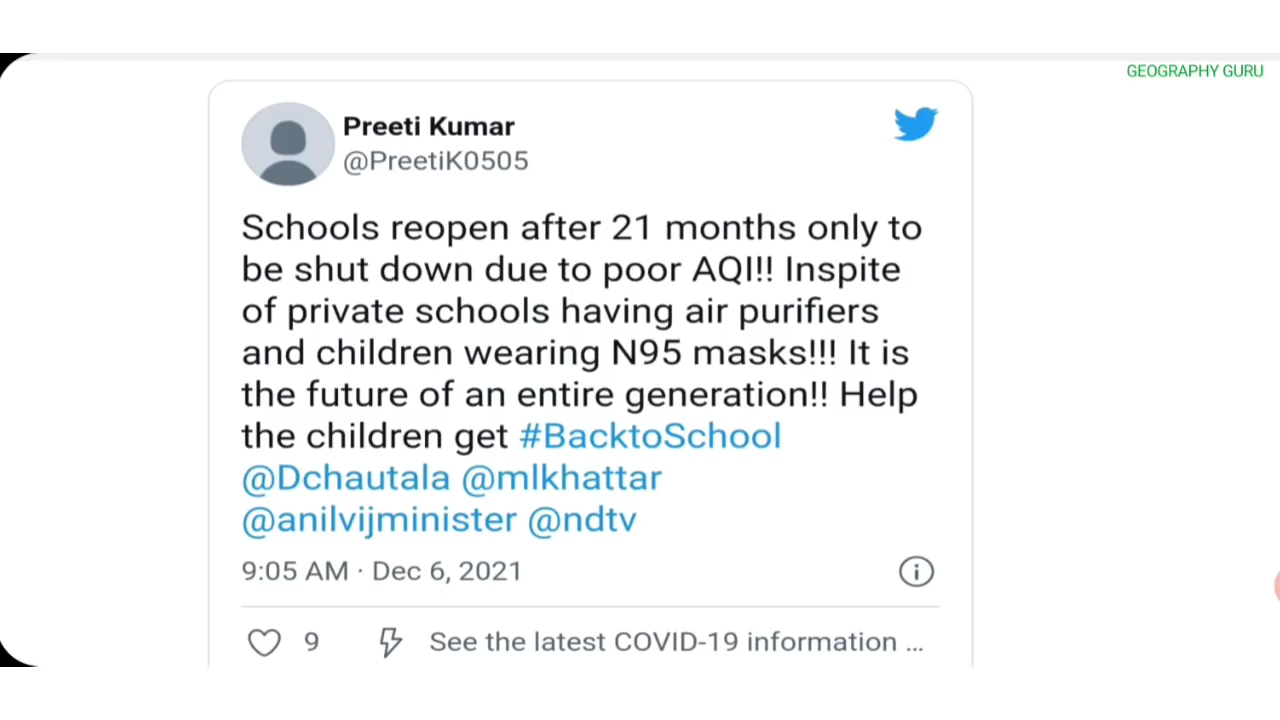 GEOGRAPHY GURU
Preeti Kumar
@PreetiK0505
Schools reopen after 21 months only to
be shut down due to poor AQI!! Inspite
of private schools having air purifiers
and children wearing N95 masks!!! It is
the future of an entire generation!! Help
the children get #BacktoSchool
@Dchautala @mlkhattar
@anilvijminister @ndtv
9:05 AM · Dec 6, 2021
9 See the latest COVID-19 information ...